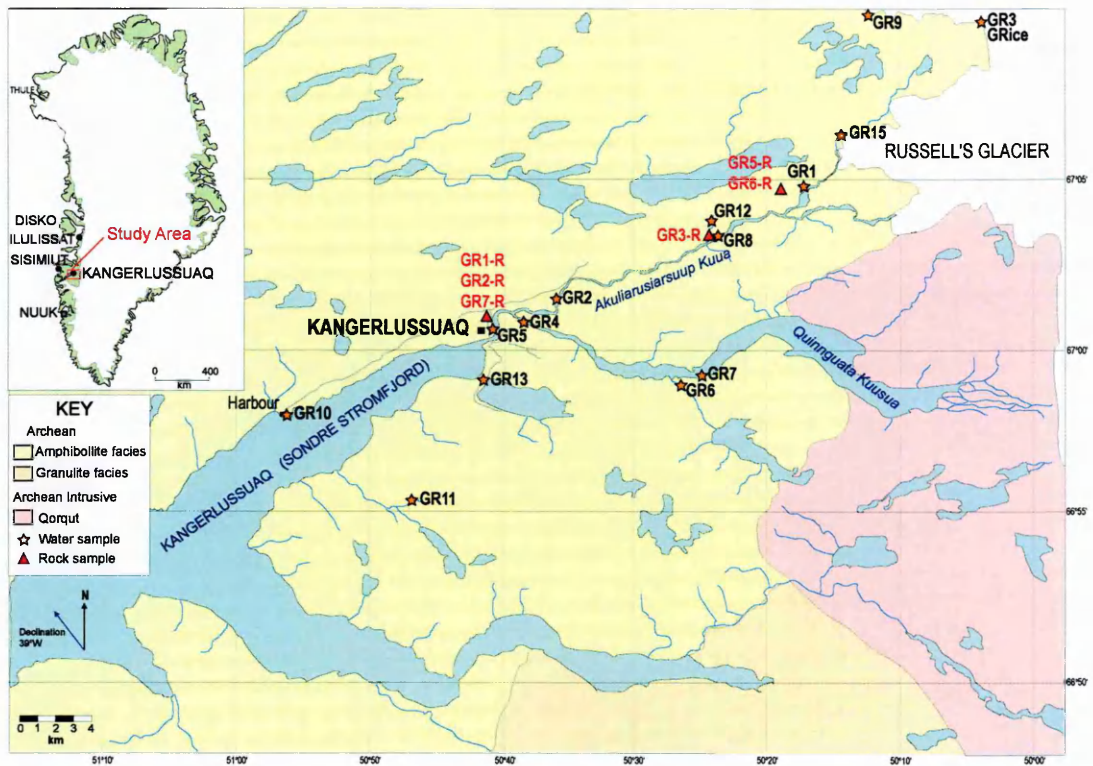 THULE
DISKO
ILULISSAT
Study Area
SISIMIUT
KANGERLUSSUAQ
NUUK
0 400
km
KEY
Archean
Amphibollite facies
Granulite facies
Archean Intrusive
Qorqut
Water sample
Rock sample
N
Declination
39°W
0 1 2 3 4
km
GR9
GR3
GRice
GR15
RUSSELL'S GLACIER
GR5-R
GR6-R
GR1
GR12
GR3-R
GR8
GR1-R
GR2-R
GR7-R
GR2
Akuliarusiarsuup Kuua
KANGERLUSSUAQ
GR4
GR5
Quinnguata Kuusua
GR13
GR7
GR6
Harbour
GR10
KANGERLUSSUAQ (SONDRE STROMFJORD)
GR11
67°05'
67°00'
66°55'
66°50'
51°10' 51°00' 50°50' 50°40' 50°30' 50°20' 50°10' 50°00'